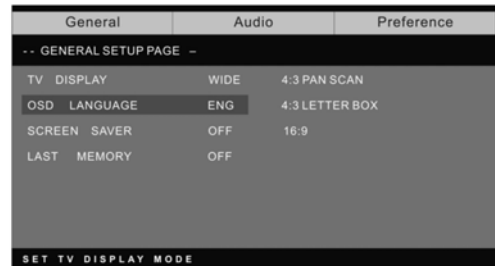 General Audio Preference
-- GENERAL SETUP PAGE –
TV DISPLAY WIDE 4:3 PAN SCAN
OSD LANGUAGE ENG 4:3 LETTER BOX
SCREEN SAVER OFF 16:9
LAST MEMORY OFF
SET TV DISPLAY MODE